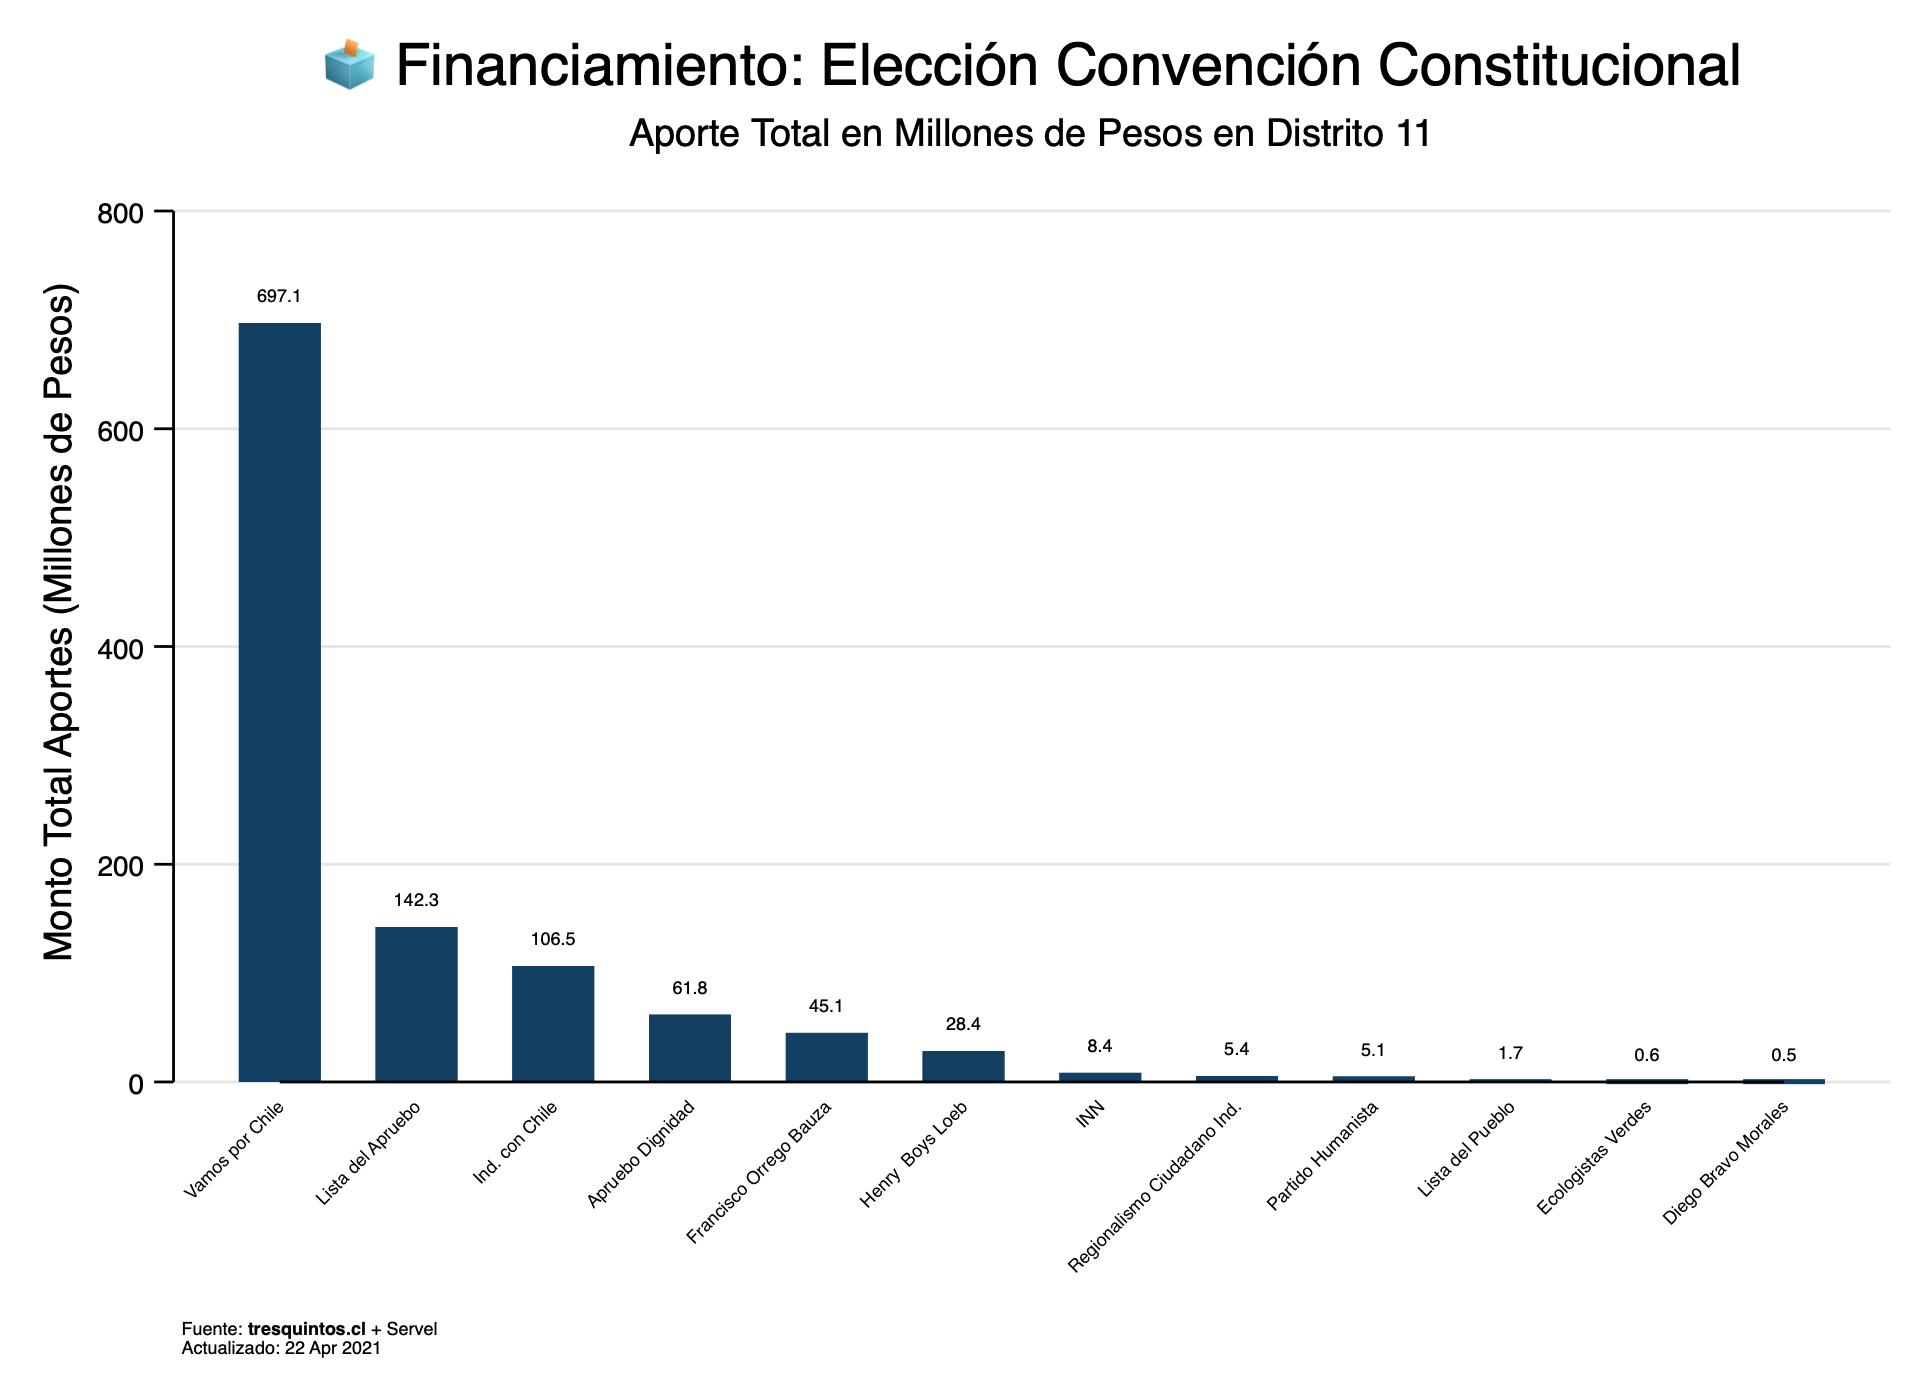 Financiamiento: Elección Convención Constitucional
Aporte Total en Millones de Pesos en Distrito 11
Monto Total Aportes (Millones de Pesos)
800
600
400
200
0
697.1
142.3
106.5
61.8
45.1
28.4
8.4
5.4
5.1
1.7
0.6
0.5
Vamos por Chile
Lista del Apruebo
Ind. con Chile
Apruebo Dignidad
Francisco Orrego Bauza
Henry  Boys Loeb
INN
Regionalismo Ciudadano Ind.
Partido Humanista
Lista del Pueblo
Ecologistas Verdes
Diego Bravo Morales
Fuente: tresquintos.cl + Servel
Actualizado: 22 Apr 2021